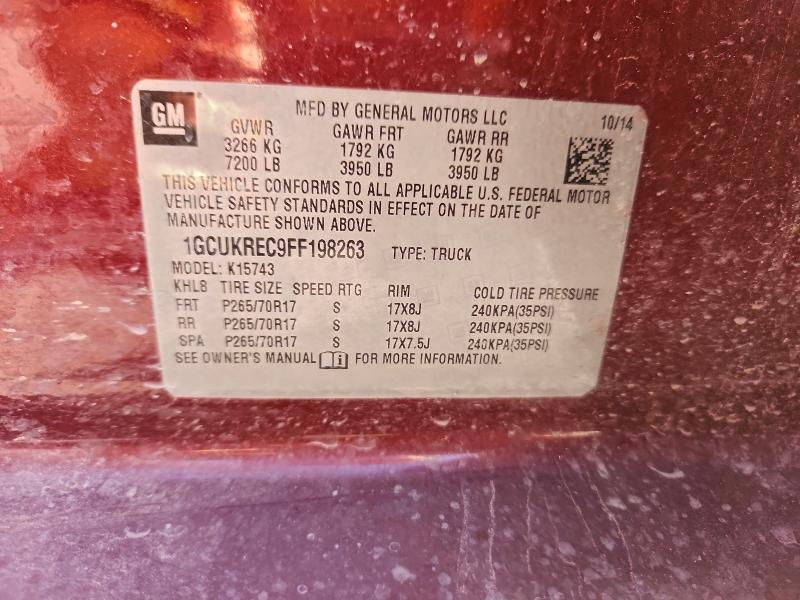 GM
MFD BY GENERAL MOTORS LLC
10/14
GVWR GAWR FRT GAWR RR
3266 KG 1792 KG 1792 KG
7200 LB 3950 LB 3950 LB
THIS VEHICLE CONFORMS TO ALL APPLICABLE U.S. FEDERAL MOTOR
VEHICLE SAFETY STANDARDS IN EFFECT ON THE DATE OF
MANUFACTURE SHOWN ABOVE.
1GCUKREC9FF198263 TYPE: TRUCK
MODEL: K15743
KHL8 TIRE SIZE SPEED RTG RIM COLD TIRE PRESSURE
FRT P265/70R17 S 17X8J 240KPA(35PSI)
RR P265/70R17 S 17X8J 240KPA(35PSI)
SPA P265/70R17 S 17X7.5J 240KPA(35PSI)
SEE OWNER'S MANUAL i FOR MORE INFORMATION.